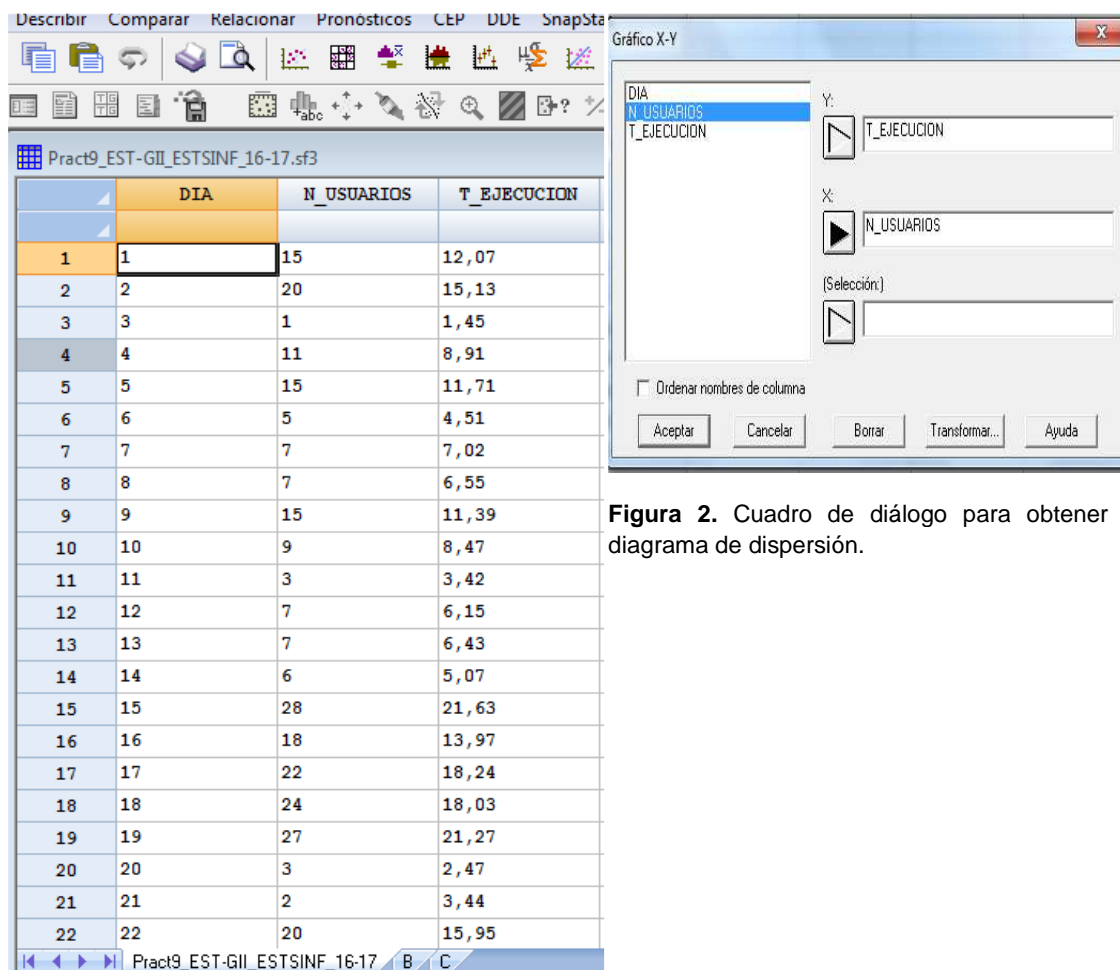 Describir Comparar Relacionar Pronósticos CEP DDE SnapSta
Pract9_EST-GII_ESTSINF_16-17.sf3
DIA N_USUARIOS T_EJECUCION
1 1 15 12,07
2 2 20 15,13
3 3 1 1,45
4 4 11 8,91
5 5 15 11,71
6 6 5 4,51
7 7 7 7,02
8 8 7 6,55
9 9 15 11,39
10 10 9 8,47
11 11 3 3,42
12 12 7 6,15
13 13 7 6,43
14 14 6 5,07
15 15 28 21,63
16 16 18 13,97
17 17 22 18,24
18 18 24 18,03
19 19 27 21,27
20 20 3 2,47
21 21 2 3,44
22 22 20 15,95
Pract9_EST-GII_ESTSINF_16-17 B C
Gráfico X-Y
DIA
N_USUARIOS
T_EJECUCION
Y:
T_EJECUCION
X:
N_USUARIOS
(Selección:)
Ordenar nombres de columna
Aceptar Cancelar Borrar Transformar... Ayuda
Figura 2. Cuadro de diálogo para obtener
diagrama de dispersión.